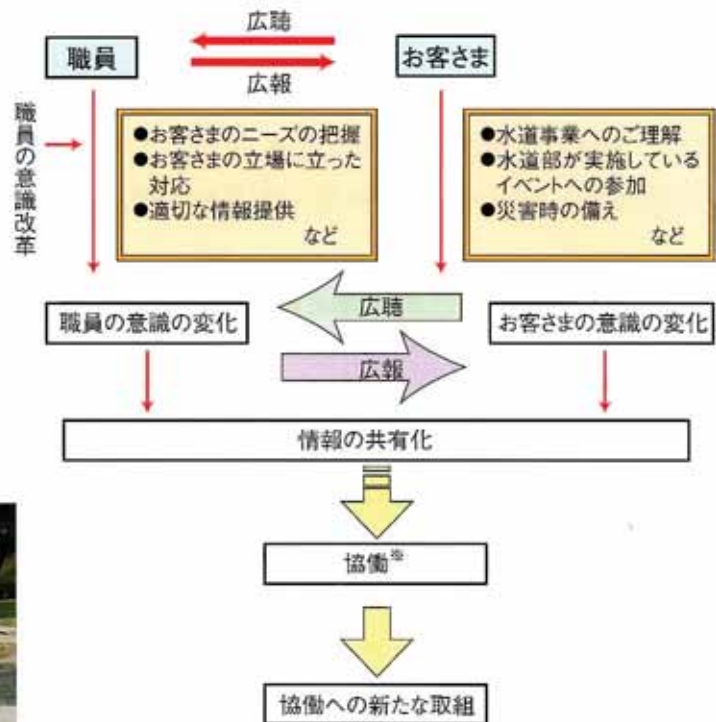 広聴
職員
お客さま
広報
職員の意識改革
●お客さまのニーズの把握
●お客さまの立場に立った
対応
●適切な情報提供
など
●水道事業へのご理解
●水道部が実施している
イベントへの参加
●災害時の備え
など
広聴
職員の意識の変化
お客さまの意識の変化
広報
情報の共有化
協働※
協働への新たな取組